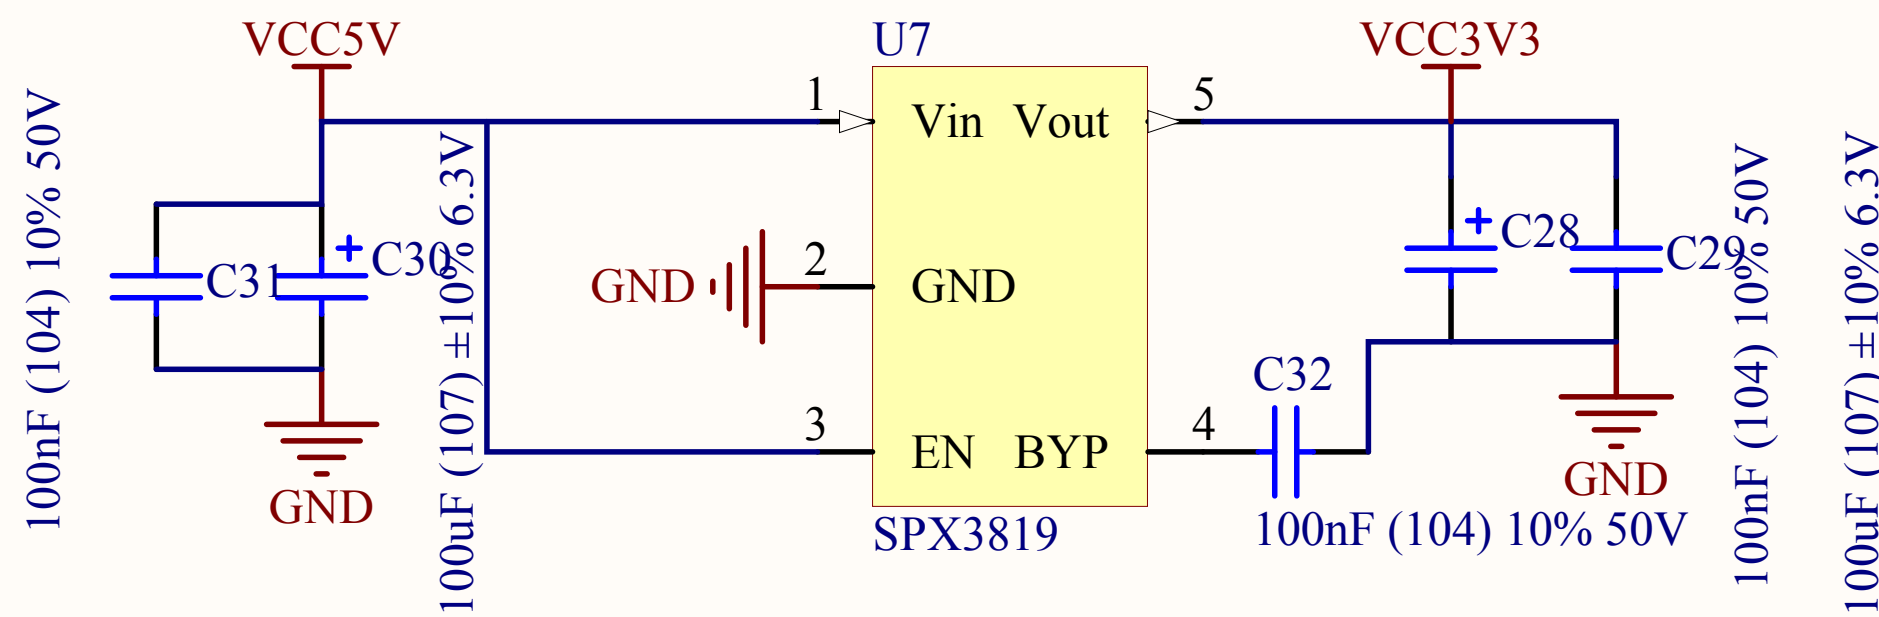 VCC5V
U7
VCC3V3
1
5
Vin
Vout
100nF (104) 10% 50V
C31
C30
100uF (107) ±10% 6.3V
GND
2
GND
C28
C29
100nF (104) 10% 50V
100uF (107) ±10% 6.3V
GND
3
EN
BYP
4
C32
GND
SPX3819
100nF (104) 10% 50V